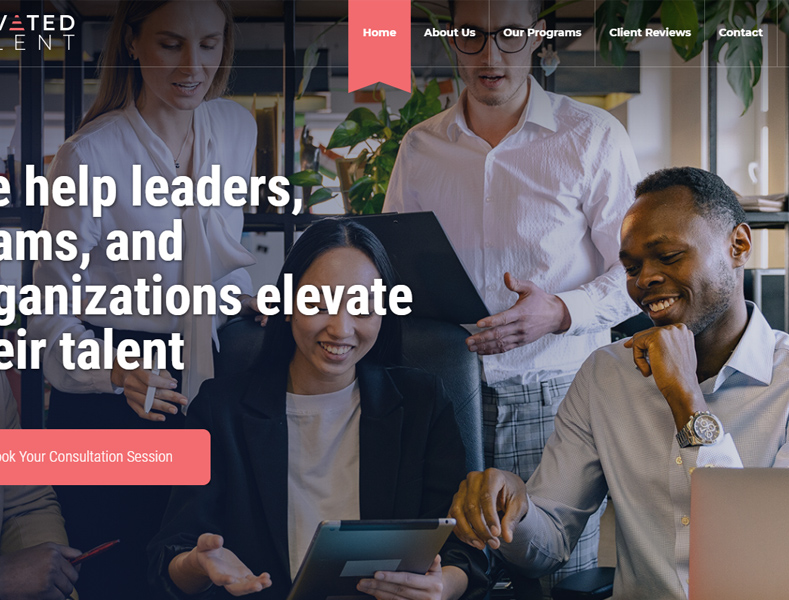 VATED
LENT
Home
About Us
Our Programs
Client Reviews
Contact
e help leaders,
ams, and
ganizations elevate
eir talent
ok Your Consultation Session